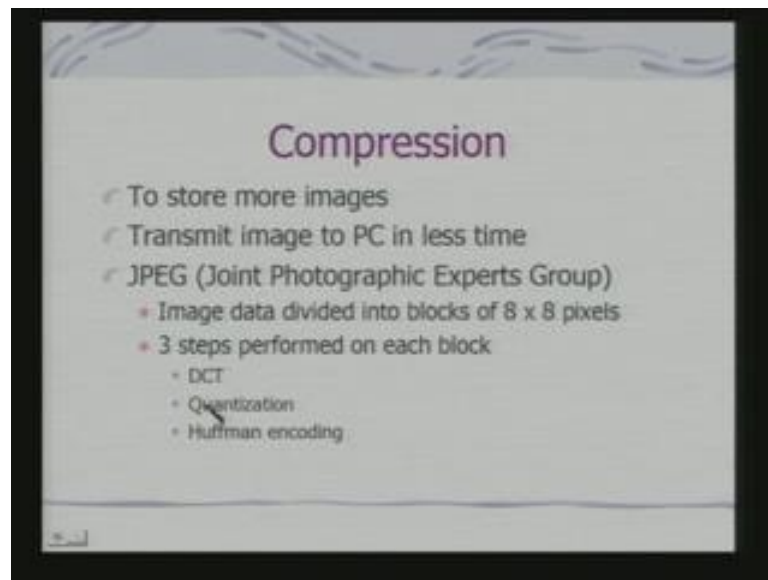 Compression
To store more images
Transmit image to PC in less time
JPEG (Joint Photographic Experts Group)
Image data divided into blocks of 8 x 8 pixels
3 steps performed on each block
DCT
Quantization
Huffman encoding